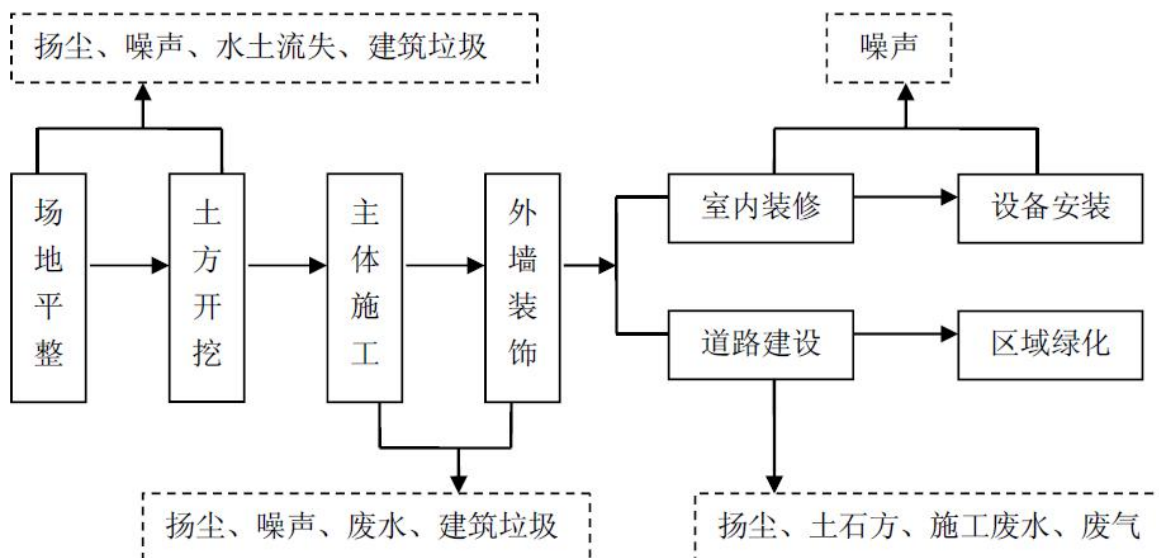 扬尘、噪声、水土流失、建筑垃圾
噪声
场地平整
土方开挖
主体施工
外墙装饰
室内装修
设备安装
道路建设
区域绿化
扬尘、噪声、废水、建筑垃圾
扬尘、土石方、施工废水、废气